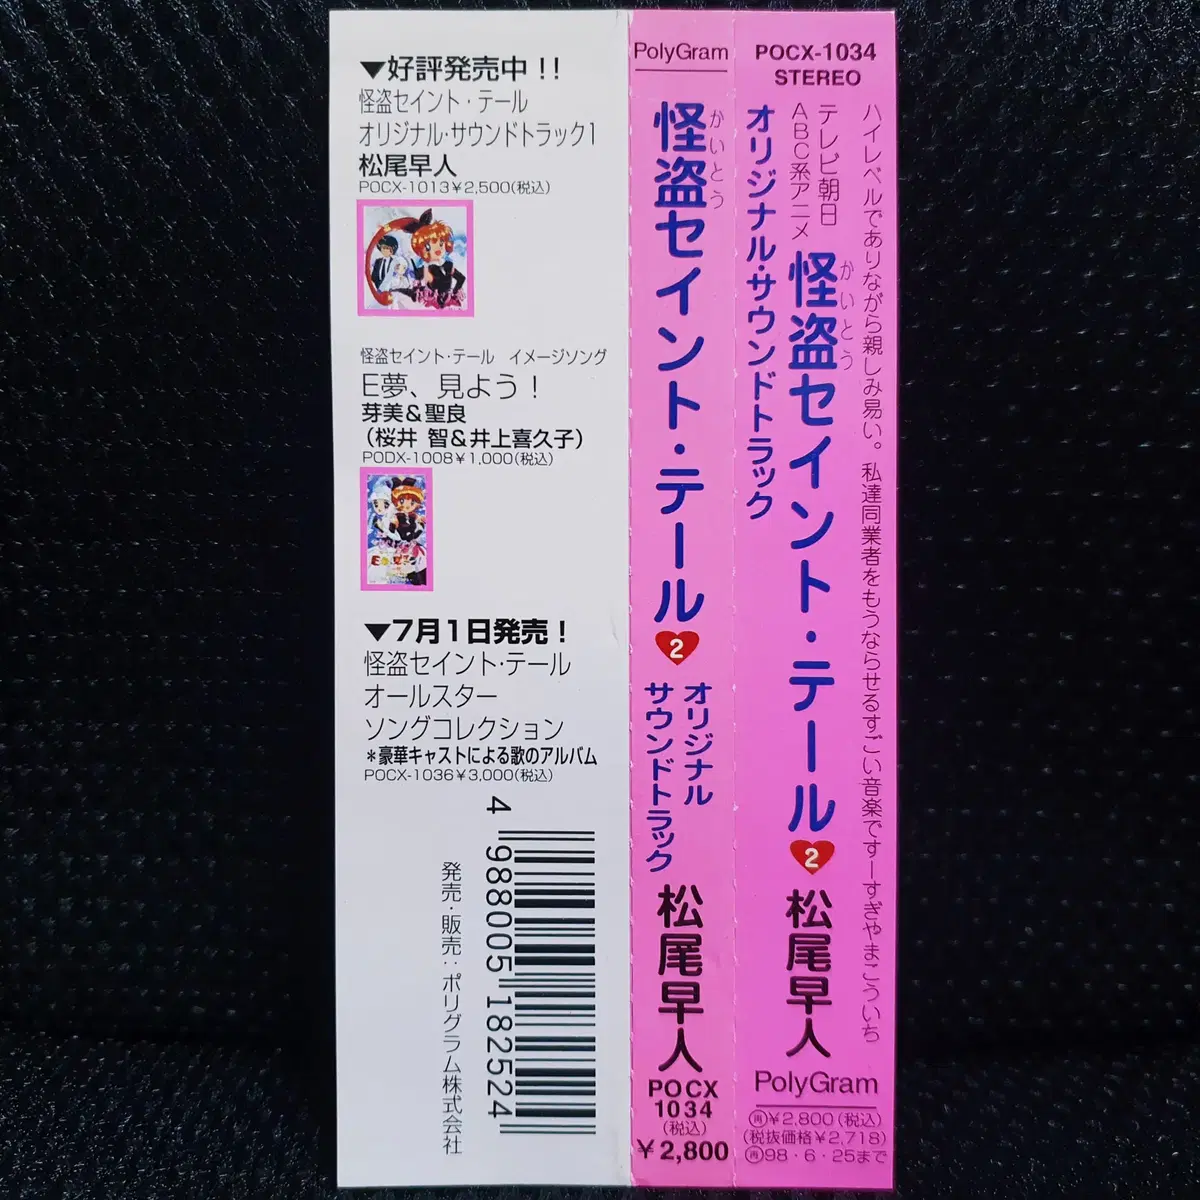 ▼好評発売中!!
怪盗セイント・テール
オリジナル・サウンドトラック1
松尾早人
POCX-1013¥2,500(税込)
怪盗セイント・テール イメージソング
E夢、見よう!
芽美&聖良
(桜井 智&井上喜久子)
PODX-1008¥1,000(税込)
▼7月1日発売!
怪盗セイント・テール
オールスター
ソングコレクション
*豪華キャストによる歌のアルバム
POCX-1036¥3,000(税込)
4 988005 182524
発売・販売:ポリグラム株式会社
PolyGram
怪盗セイント・テール
かいとう
2
オリジナル
サウンドトラック
松尾早人
POCX
1034
(税込)
¥2,800
POCX-1034
STEREO
ハイレベルでありながら親しみ易い。私達同業者をもうならせるすごい音楽ですーすぎやまこういち
テレビ朝日
ABC系アニメ
怪盗セイント・テール
かいとう
2
オリジナル・サウンドトラック
松尾早人
PolyGram
再¥2,800(税込)
(税抜価格¥2,718)
再98・6・25まで